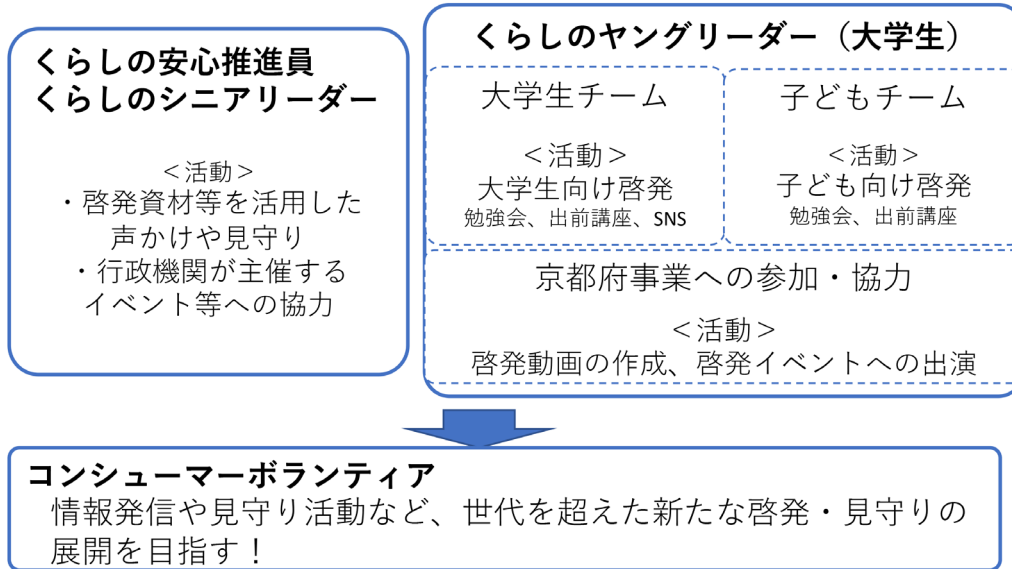 くらしの安心推進員
くらしのシニアリーダー
＜活動＞
・啓発資材等を活用した
声かけや見守り
・行政機関が主催する
イベント等への協力
くらしのヤングリーダー（大学生）
大学生チーム
＜活動＞
大学生向け啓発
勉強会、出前講座、SNS
子どもチーム
＜活動＞
子ども向け啓発
勉強会、出前講座
京都府事業への参加・協力
＜活動＞
啓発動画の作成、啓発イベントへの出演
コンシューマーボランティア
情報発信や見守り活動など、世代を超えた新たな啓発・見守りの
展開を目指す！